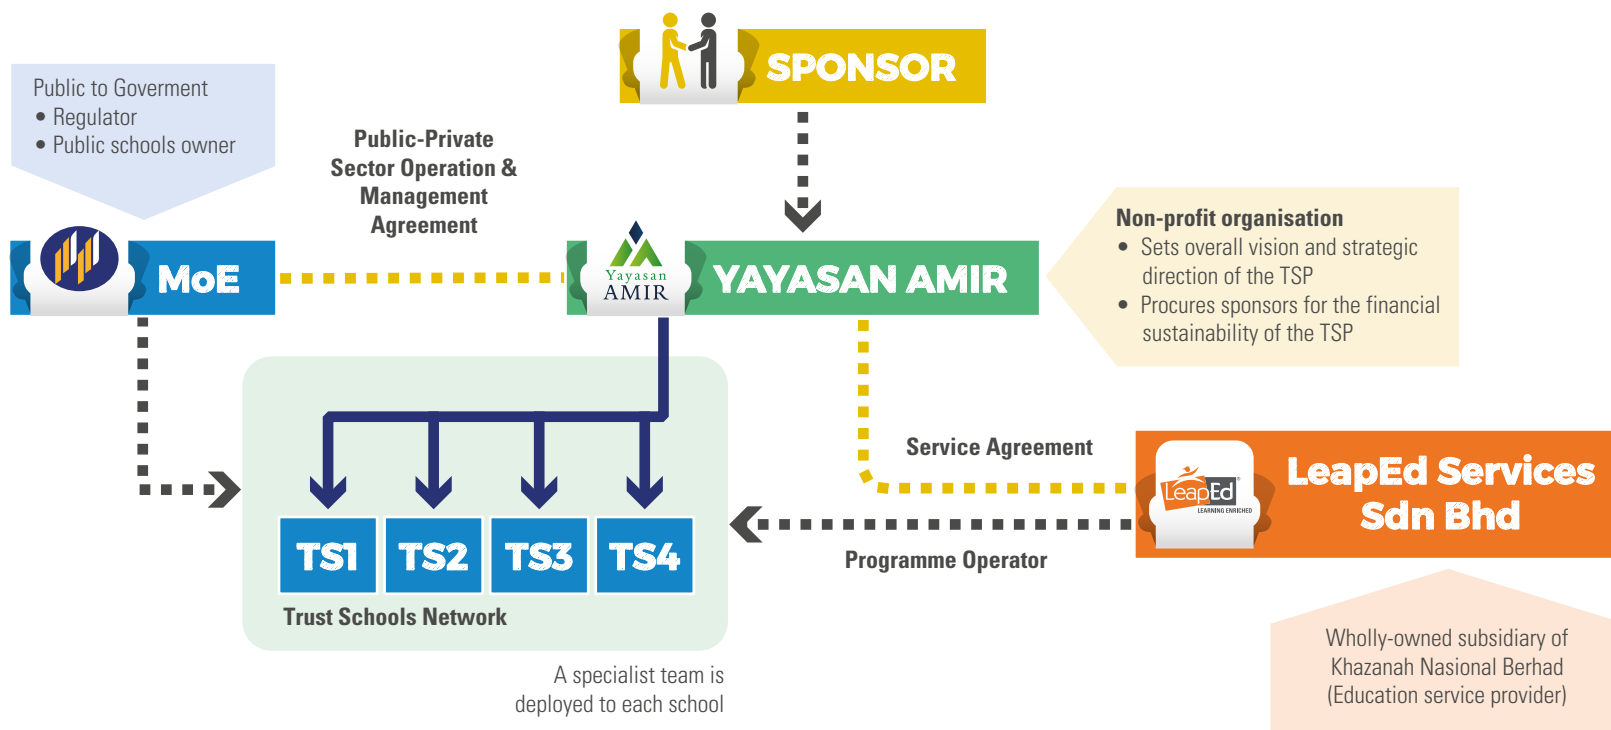 SPONSOR
Public to Goverment
• Regulator
• Public schools owner
Public-Private
Sector Operation &
Management
Agreement
MoE
Yayasan
AMIR
YAYASAN AMIR
Non-profit organisation
• Sets overall vision and strategic
direction of the TSP
• Procures sponsors for the financial
sustainability of the TSP
Service Agreement
LeapEd
LEARNING ENRICHED
LeapEd Services
Sdn Bhd
Programme Operator
TS1 TS2 TS3 TS4
Trust Schools Network
A specialist team is
deployed to each school
Wholly-owned subsidiary of
Khazanah Nasional Berhad
(Education service provider)